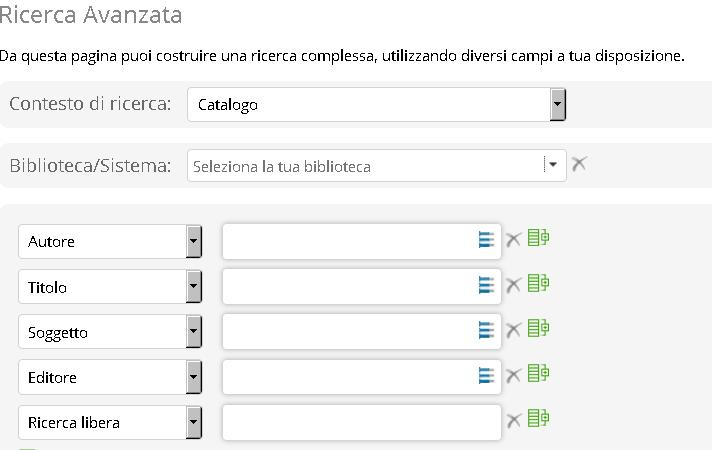 Ricerca Avanzata
Da questa pagina puoi costruire una ricerca complessa, utilizzando diversi campi a tua disposizione.
Contesto di ricerca: Catalogo
Biblioteca/Sistema: Seleziona la tua biblioteca
Autore
Titolo
Soggetto
Editore
Ricerca libera